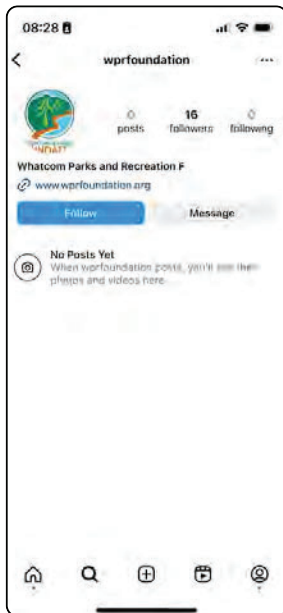 08:28
wprfoundation
0 16 0
posts followers following
Whatcom Parks and Recreation F
www.wprfoundation.org
Follow Message
No Posts Yet
When wprfoundation posts, you'll see their
photos and videos here.